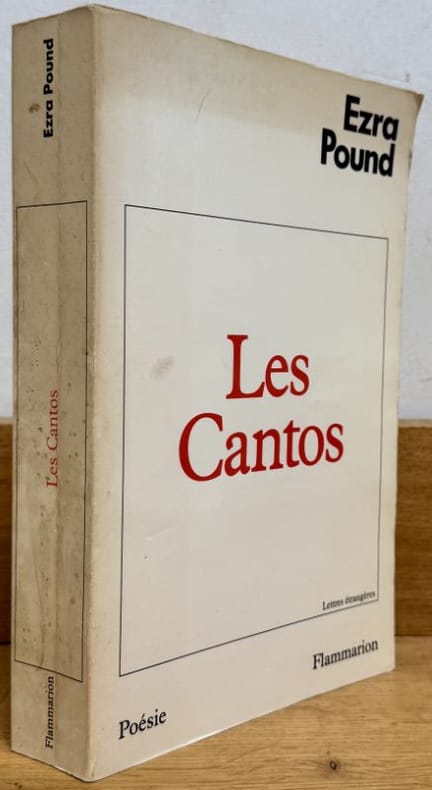 Ezra Pound
Les Cantos
Flammarion
Ezra
Pound
Les
Cantos
Lettres étrangères
Flammarion
Poésie